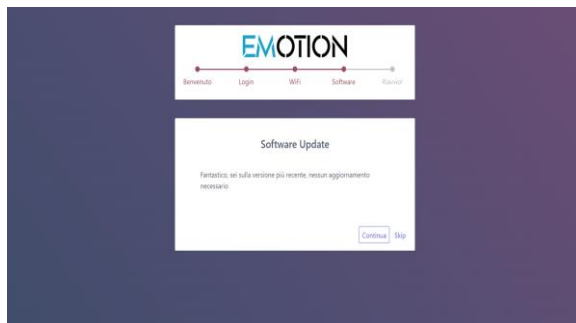 EMOTION
Benvenuto Login WiFi Software Riavvio!
Software Update
Fantastico, sei sulla versione più recente, nessun aggiornamento
necessario
Continua Skip